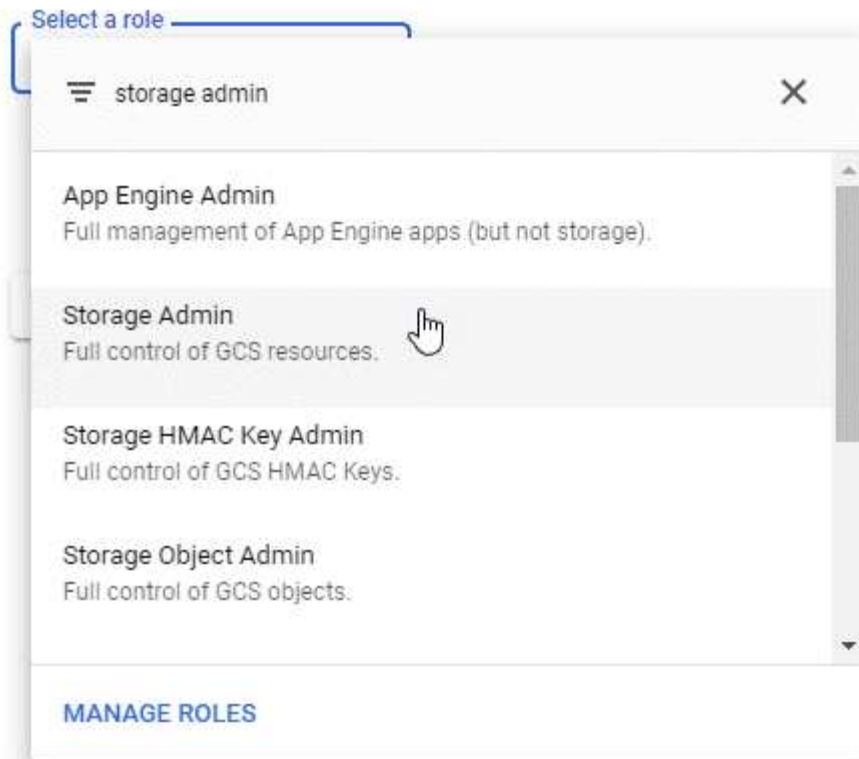 Select a role
storage admin
App Engine Admin
Full management of App Engine apps (but not storage).
Storage Admin
Full control of GCS resources.
Storage HMAC Key Admin
Full control of GCS HMAC Keys.
Storage Object Admin
Full control of GCS objects.
MANAGE ROLES